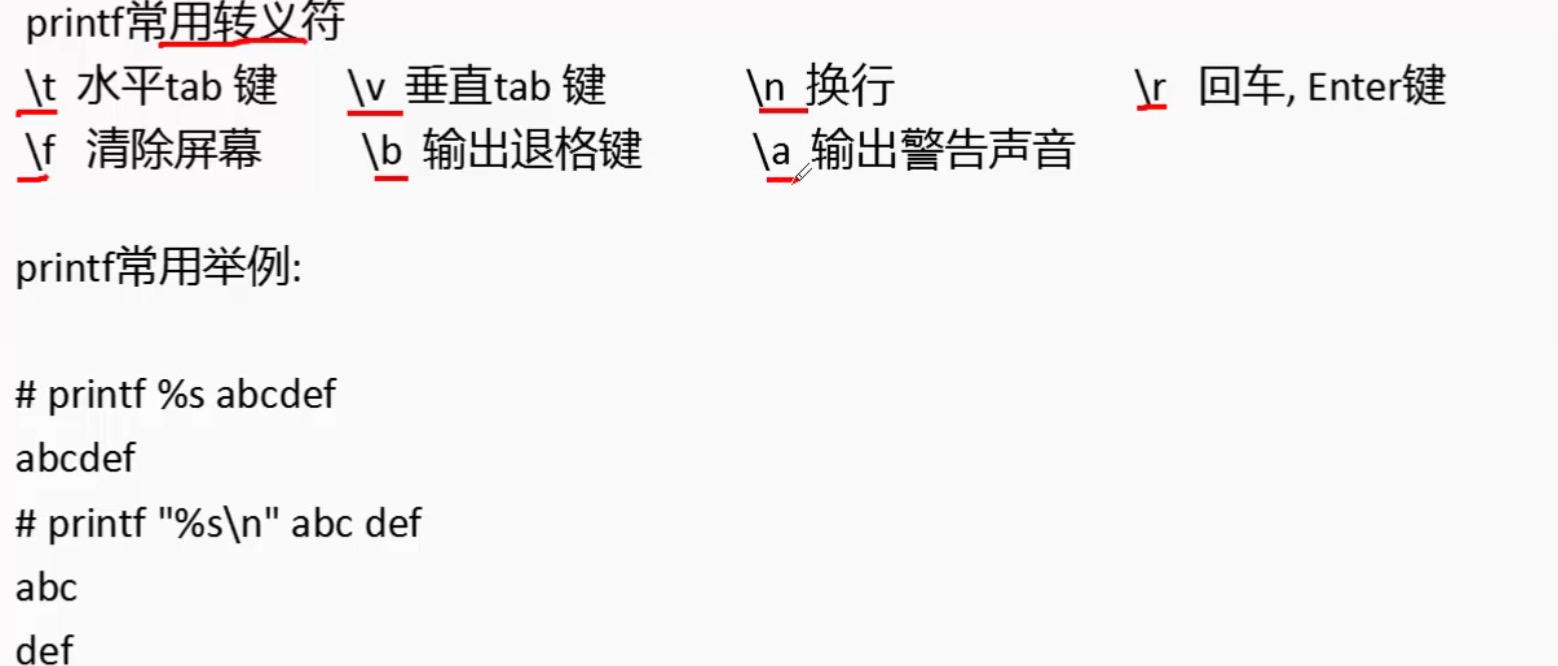 printf常用转义符
\t 水平tab 键 \v 垂直tab 键 \n 换行 \r 回车, Enter键
\f 清除屏幕 \b 输出退格键 \a 输出警告声音
printf常用举例:
# printf %s abcdef
abcdef
# printf "%s\n" abc def
abc
def